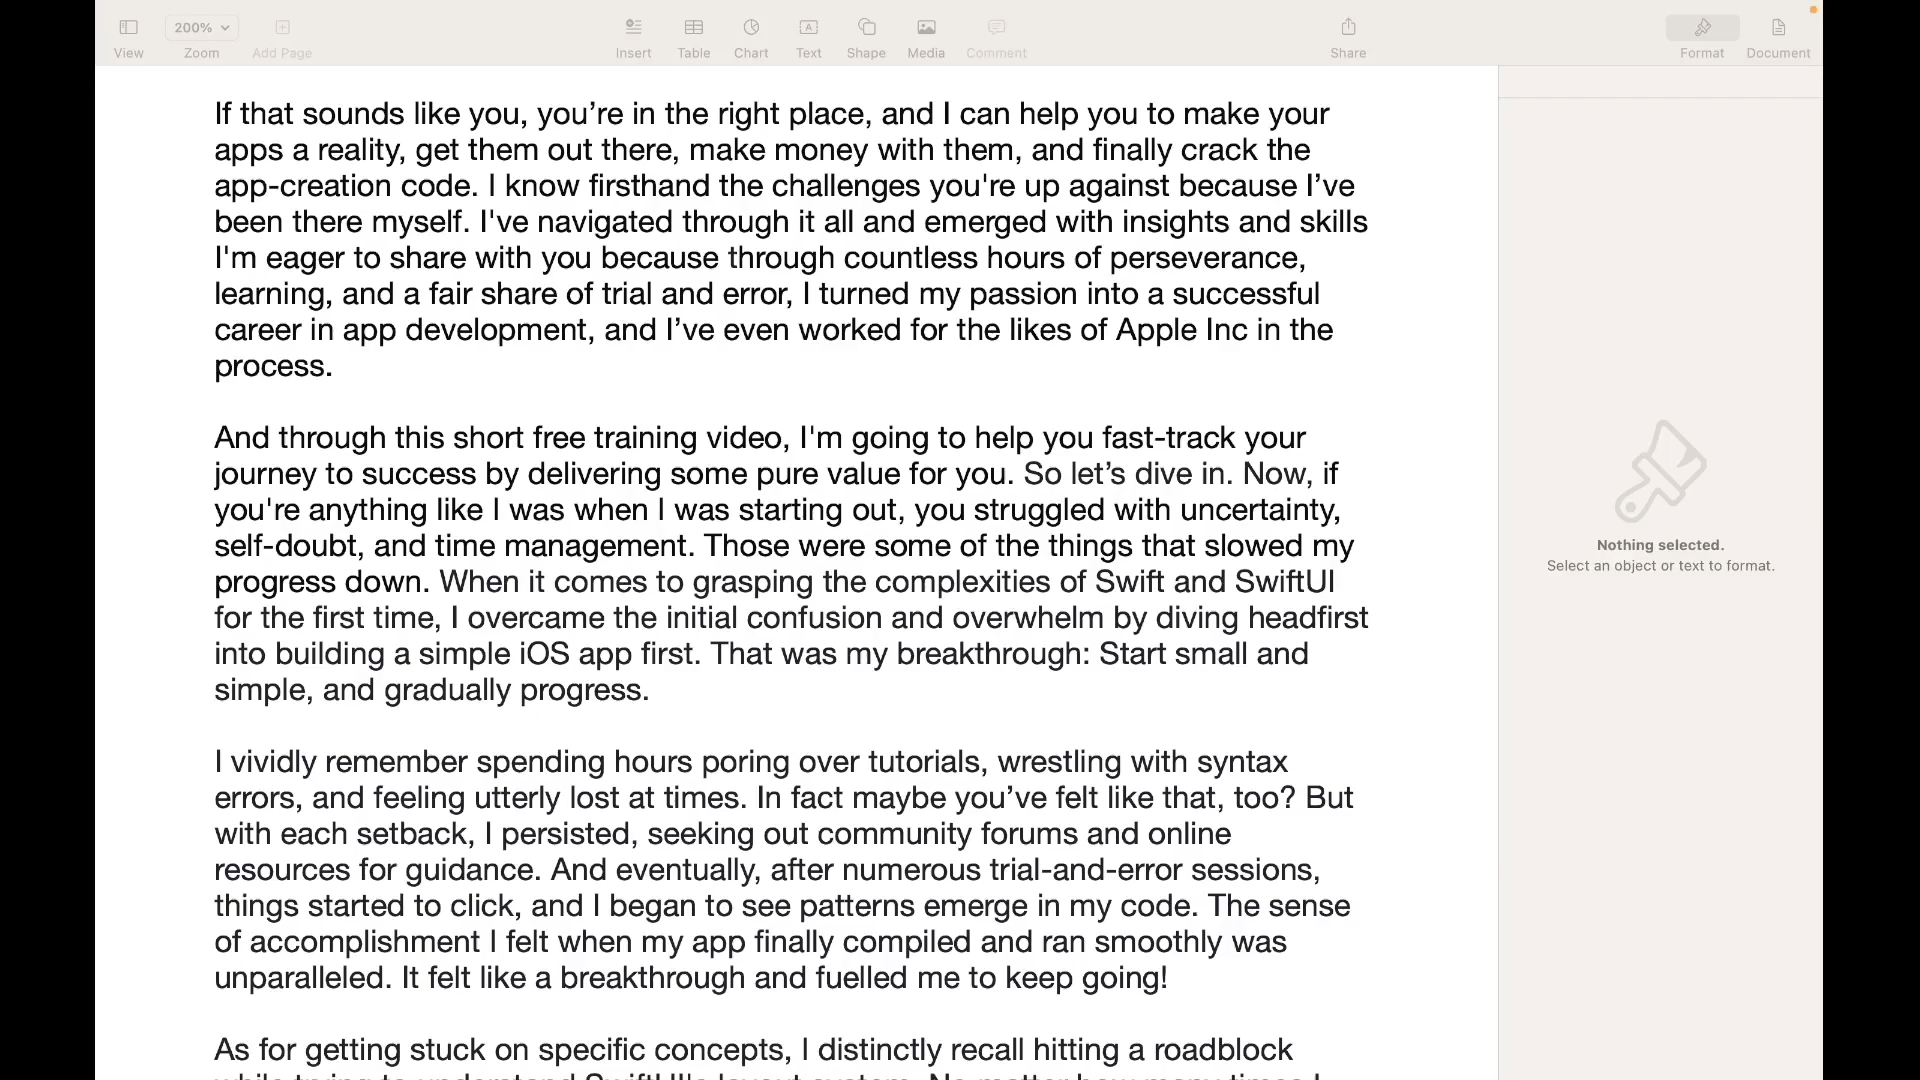 200%
View
Zoom
Add Page
Insert
Table
Chart
Text
Shape
Media
Comment
Share
Format
Document
If that sounds like you, you’re in the right place, and I can help you to make your
apps a reality, get them out there, make money with them, and finally crack the
app-creation code. I know firsthand the challenges you're up against because I’ve
been there myself. I've navigated through it all and emerged with insights and skills
I'm eager to share with you because through countless hours of perseverance,
learning, and a fair share of trial and error, I turned my passion into a successful
career in app development, and I’ve even worked for the likes of Apple Inc in the
process.
And through this short free training video, I'm going to help you fast-track your
journey to success by delivering some pure value for you. So let’s dive in. Now, if
you're anything like I was when I was starting out, you struggled with uncertainty,
self-doubt, and time management. Those were some of the things that slowed my
progress down. When it comes to grasping the complexities of Swift and SwiftUI
for the first time, I overcame the initial confusion and overwhelm by diving headfirst
into building a simple iOS app first. That was my breakthrough: Start small and
simple, and gradually progress.
I vividly remember spending hours poring over tutorials, wrestling with syntax
errors, and feeling utterly lost at times. In fact maybe you’ve felt like that, too? But
with each setback, I persisted, seeking out community forums and online
resources for guidance. And eventually, after numerous trial-and-error sessions,
things started to click, and I began to see patterns emerge in my code. The sense
of accomplishment I felt when my app finally compiled and ran smoothly was
unparalleled. It felt like a breakthrough and fuelled me to keep going!
As for getting stuck on specific concepts, I distinctly recall hitting a roadblock
while trying to understand SwiftUI's layout system. No matter how many times I
Nothing selected.
Select an object or text to format.